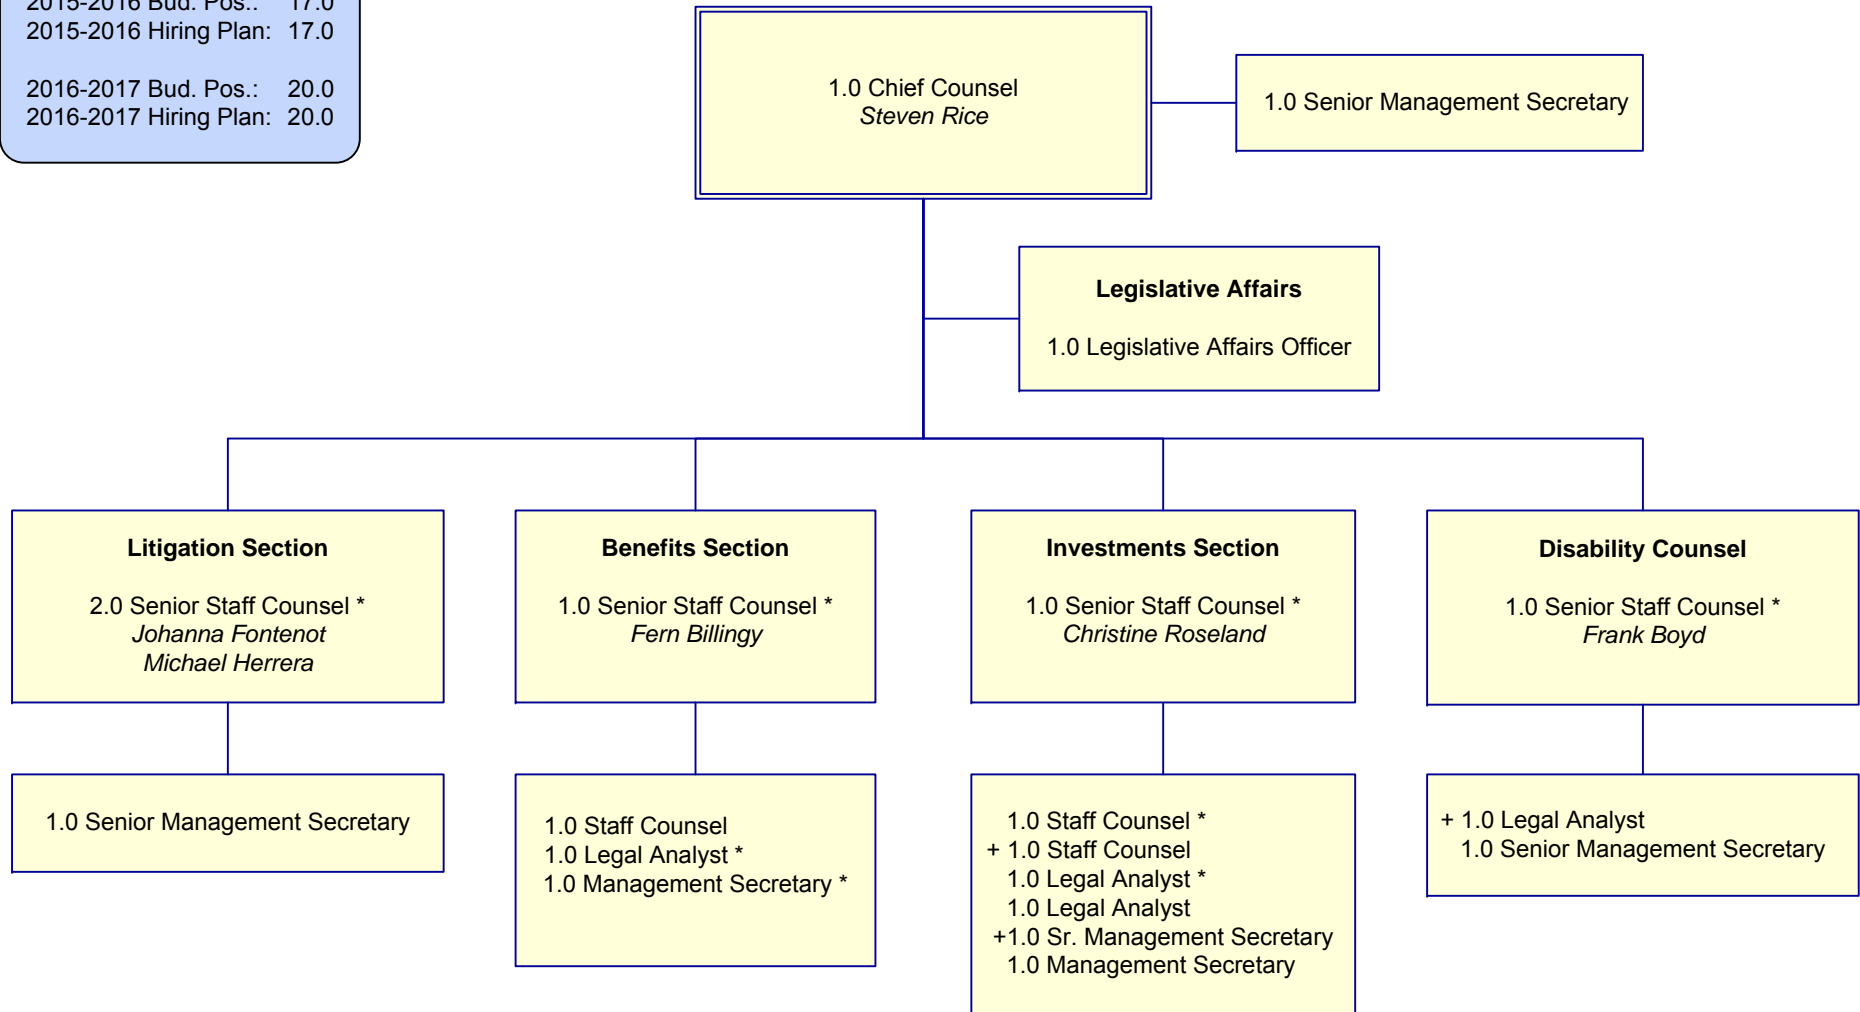 2015-2016 Bud. Pos.: 17.0
2015-2016 Hiring Plan: 17.0
2016-2017 Bud. Pos.: 20.0
2016-2017 Hiring Plan: 20.0
1.0 Chief Counsel
Steven Rice
1.0 Senior Management Secretary
Legislative Affairs
1.0 Legislative Affairs Officer
Litigation Section
2.0 Senior Staff Counsel *
Johanna Fontenot
Michael Herrera
1.0 Senior Management Secretary
Benefits Section
1.0 Senior Staff Counsel *
Fern Billingy
1.0 Staff Counsel
1.0 Legal Analyst *
1.0 Management Secretary *
Investments Section
1.0 Senior Staff Counsel *
Christine Roseland
1.0 Staff Counsel *
+ 1.0 Staff Counsel
1.0 Legal Analyst *
1.0 Legal Analyst
+1.0 Sr. Management Secretary
1.0 Management Secretary
Disability Counsel
1.0 Senior Staff Counsel *
Frank Boyd
+ 1.0 Legal Analyst
1.0 Senior Management Secretary